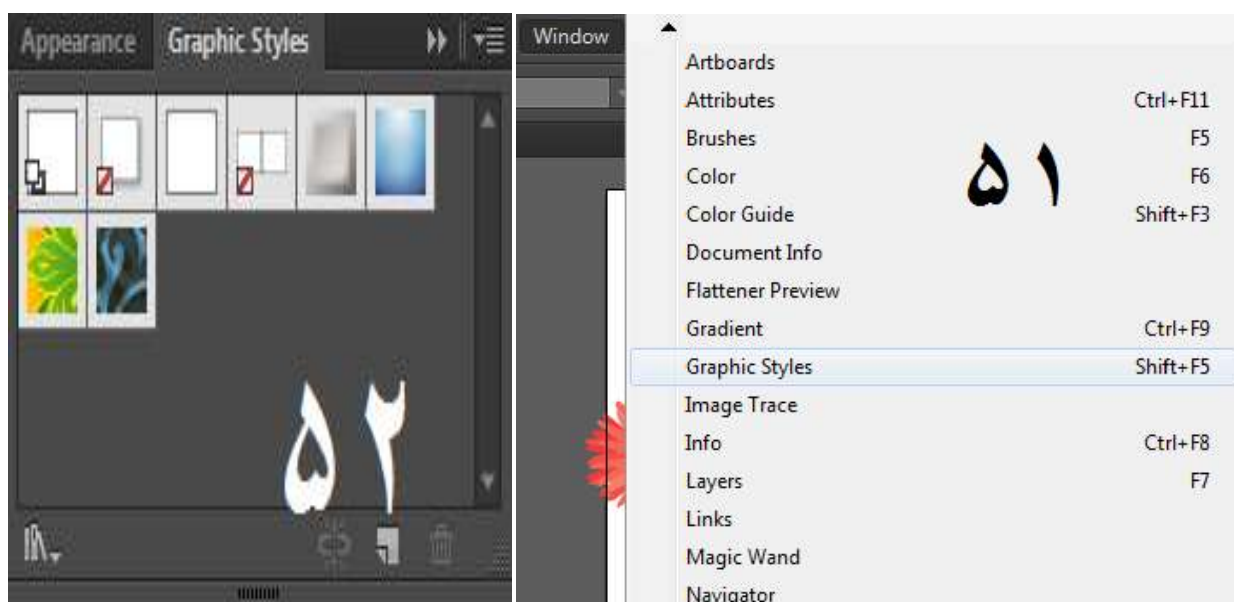 Appearance Graphic Styles
۵۲
Window
Artboards
Attributes Ctrl+F11
Brushes F5
Color F6
Color Guide Shift+F3
۵۱
Document Info
Flattener Preview
Gradient Ctrl+F9
Graphic Styles Shift+F5
Image Trace
Info Ctrl+F8
Layers F7
Links
Magic Wand
Navigator